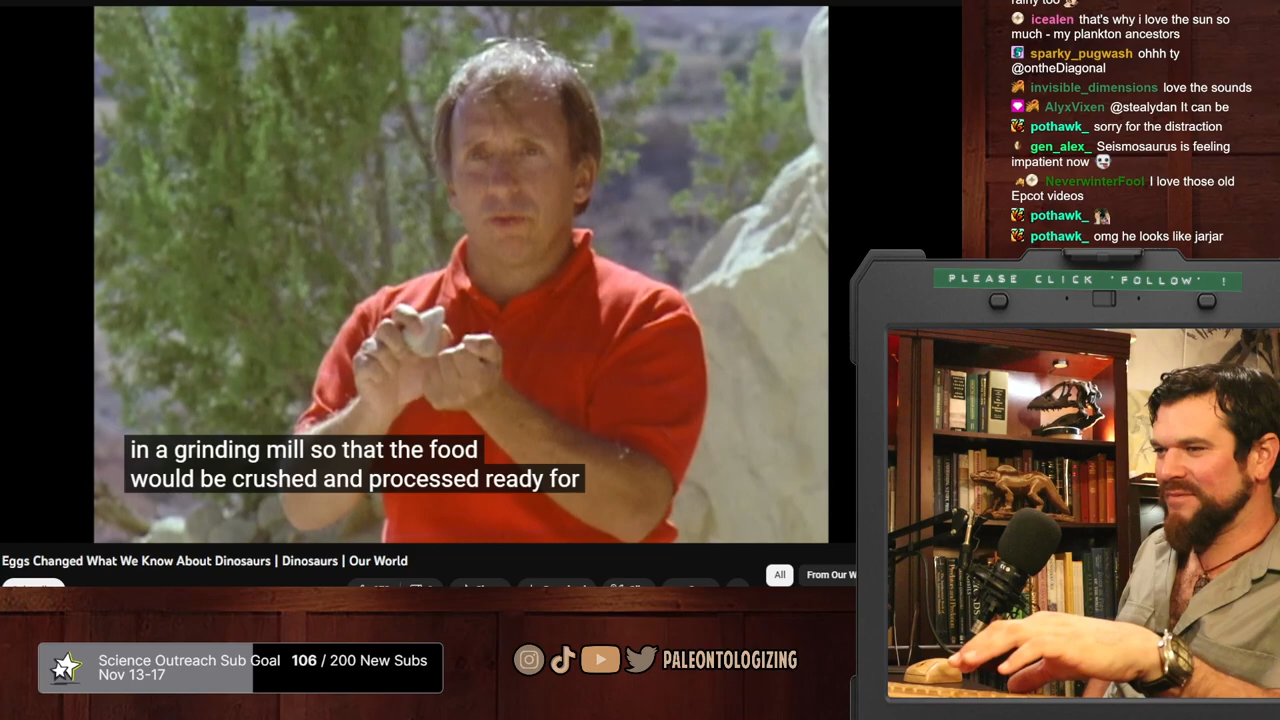 rainy too
icealen that's why i love the sun so
much - my plankton ancestors
sparky_pugwash ohhh ty
@ontheDiagonal
invisible_dimensions love the sounds
AlyxVixen @stealydan It can be
pothawk_ sorry for the distraction
gen_alex_ Seismosaurus is feeling
impatient now
NeverwinterFool I love those old
Epcot videos
pothawk_
pothawk_ omg he looks like jarjar
PLEASE CLICK 'FOLLOW' !
in a grinding mill so that the food
would be crushed and processed ready for
Eggs Changed What We Know About Dinosaurs | Dinosaurs | Our World
All
From Our W
Science Outreach Sub Goal 106 / 200 New Subs
Nov 13-17
PALEONTOLOGIZING